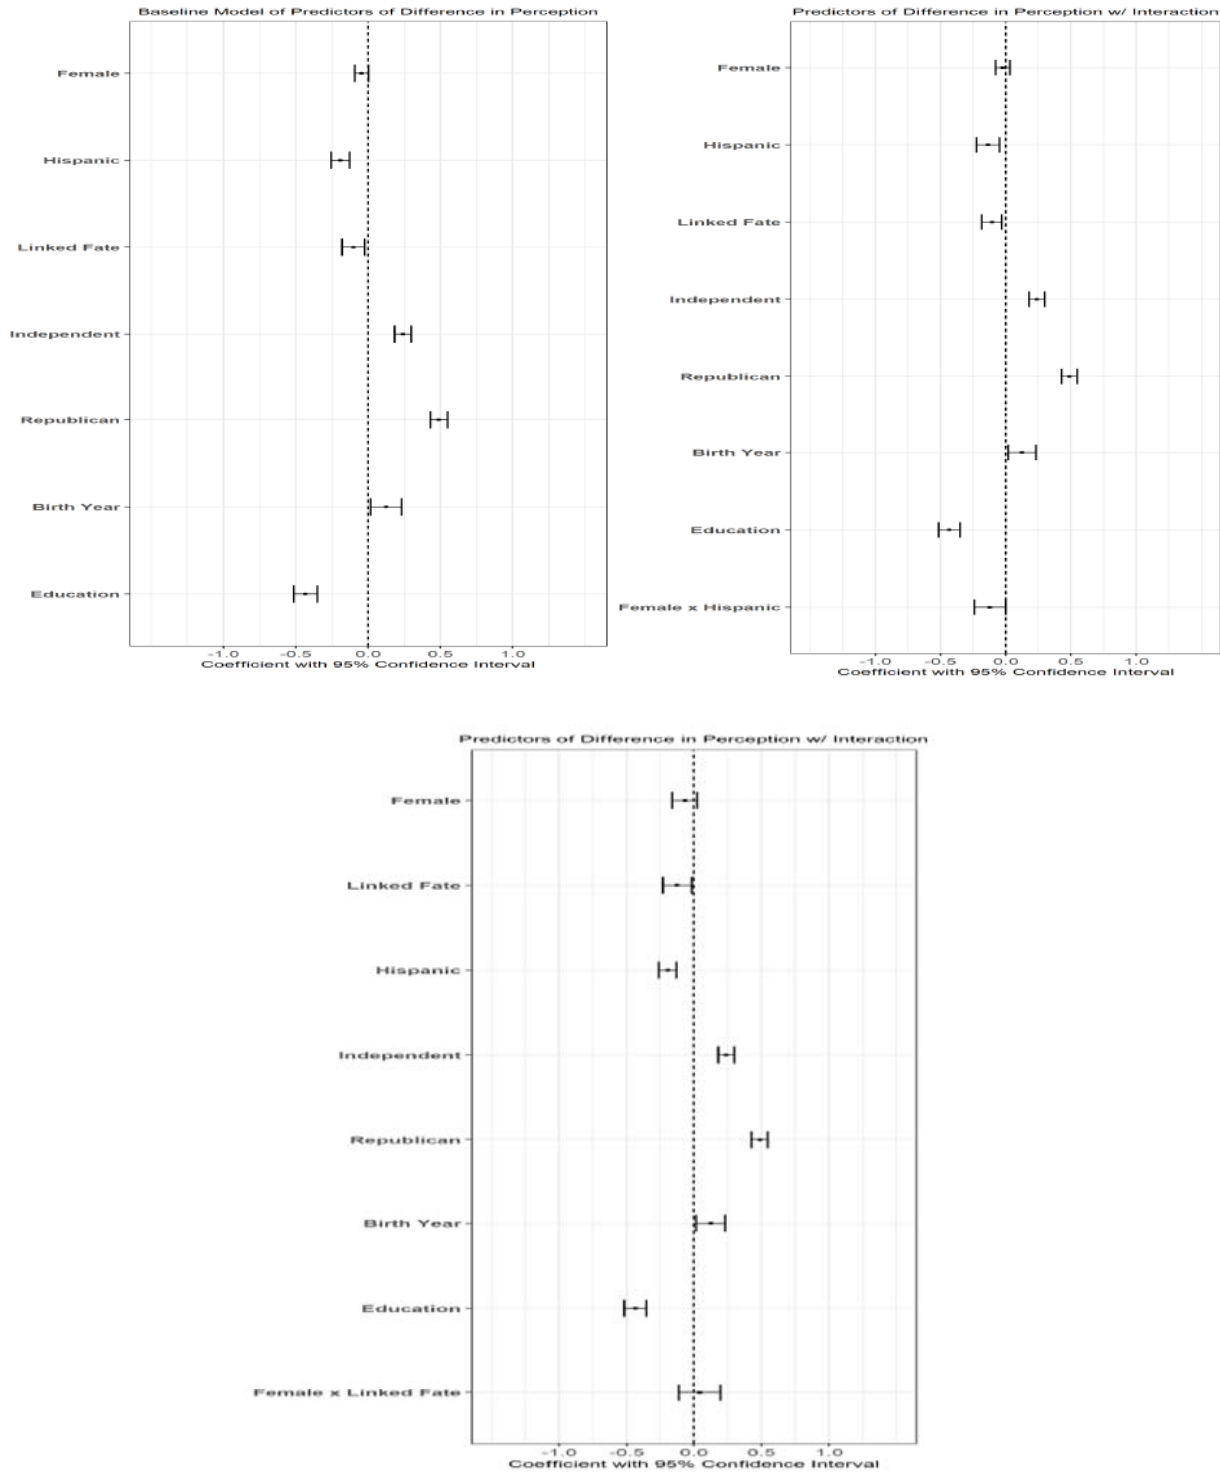 Baseline Model of Predictors of Difference in Perception
Female
Hispanic
Linked Fate
Independent
Republican
Birth Year
Education
-1.0 -0.5 0.0 0.5 1.0
Coefficient with 95% Confidence Interval
Predictors of Difference in Perception w/ Interaction
Female
Hispanic
Linked Fate
Independent
Republican
Birth Year
Education
Female x Hispanic
-1.0 -0.5 0.0 0.5 1.0
Coefficient with 95% Confidence Interval
Predictors of Difference in Perception w/ Interaction
Female
Linked Fate
Hispanic
Independent
Republican
Birth Year
Education
Female x Linked Fate
-1.0 -0.5 0.0 0.5 1.0
Coefficient with 95% Confidence Interval